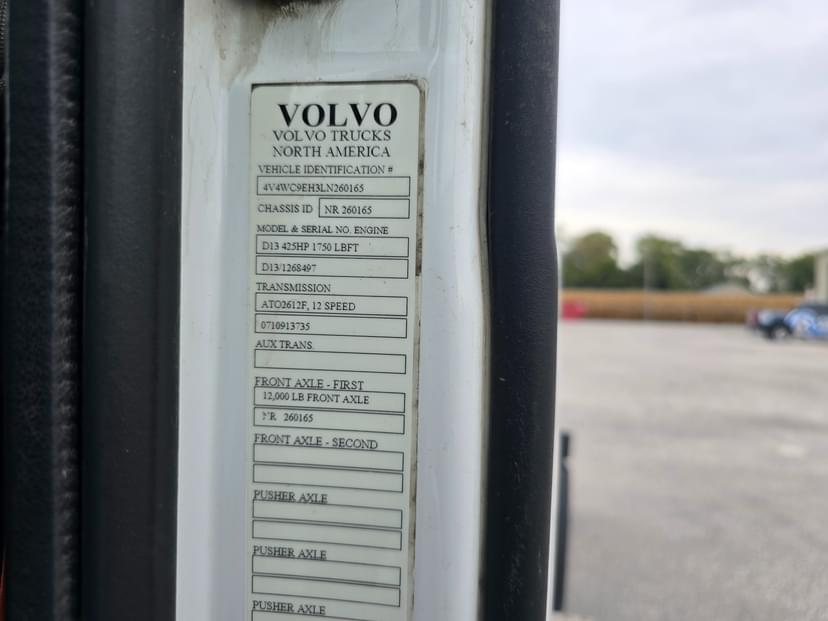 VOLVO
VOLVO TRUCKS
NORTH AMERICA
VEHICLE IDENTIFICATION #
4V4WC9EH3LN260165
CHASSIS ID NR 260165
MODEL & SERIAL NO. ENGINE
D13 425HP 1750 LBFT
D13/1268497
TRANSMISSION
ATO2612F, 12 SPEED
0710913735
AUX TRANS.
FRONT AXLE - FIRST
12,000 LB FRONT AXLE
NR 260165
FRONT AXLE - SECOND
PUSHER AXLE
PUSHER AXLE
PUSHER AXLE